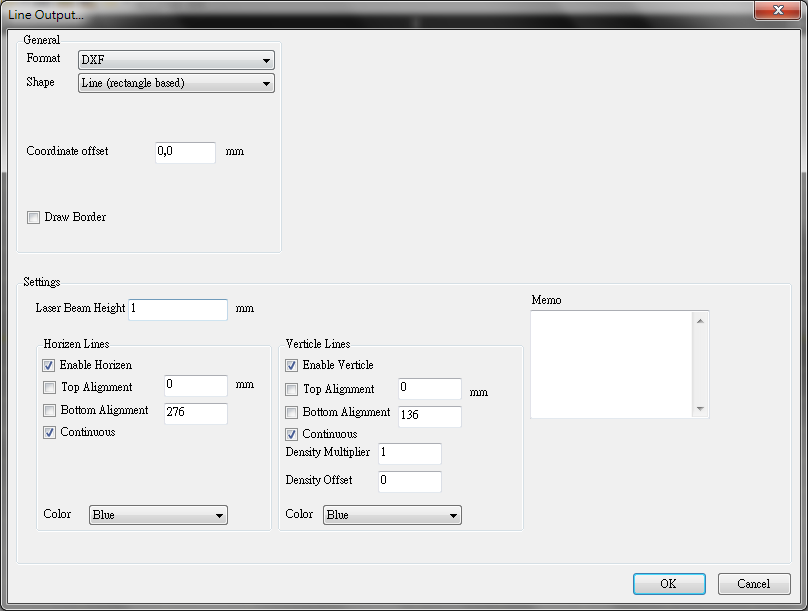 Line Output...
General
Format DXF
Shape Line (rectangle based)
Coordinate offset 0,0 mm
Draw Border
Settings
Laser Beam Height 1 mm
Memo
Horizen Lines
Enable Horizen
Top Alignment 0 mm
Bottom Alignment 276
Continuous
Color Blue
Verticle Lines
Enable Verticle
Top Alignment 0 mm
Bottom Alignment 136
Continuous
Density Multiplier 1
Density Offset 0
Color Blue
OK Cancel